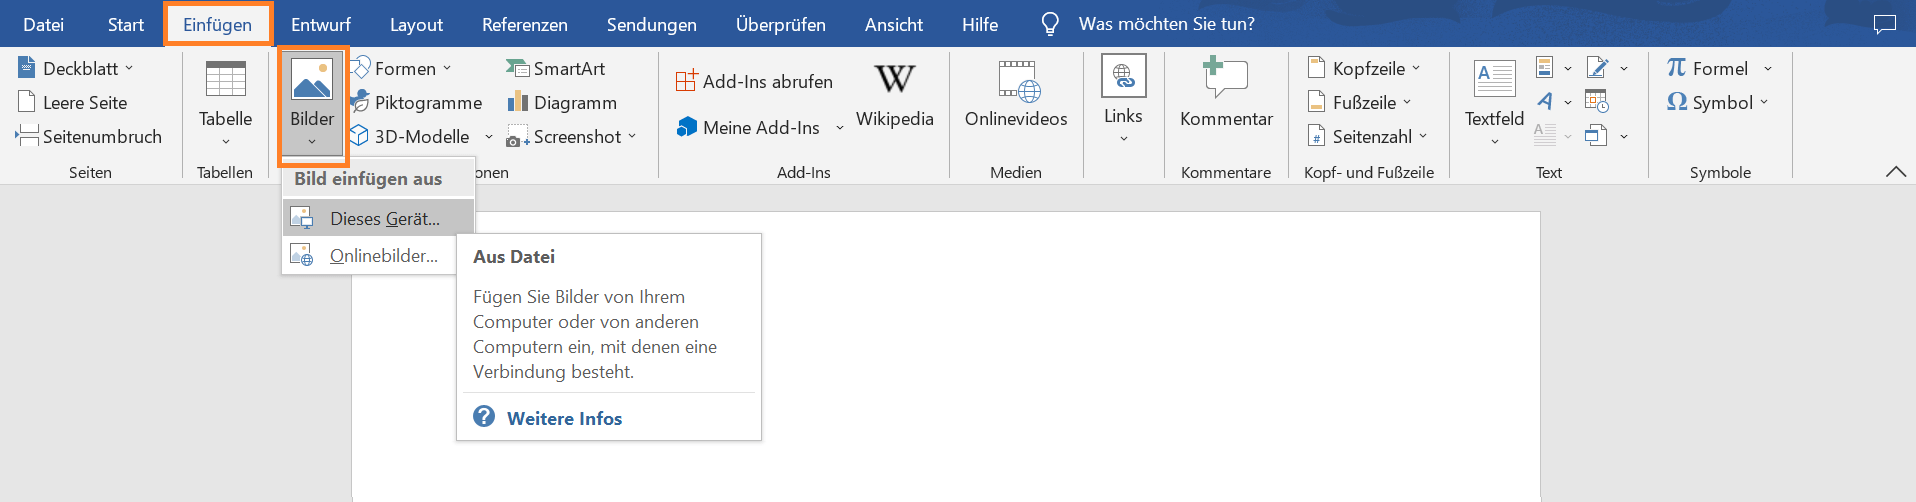 Datei Start Einfügen Entwurf Layout Referenzen Sendungen Überprüfen Ansicht Hilfe Was möchten Sie tun?
Deckblatt
Leere Seite
Seitenumbruch
Seiten
Tabelle
Tabellen
Bilder
Formen
Piktogramme
3D-Modelle
SmartArt
Diagramm
Screenshot
onen
Add-Ins abrufen
Meine Add-Ins
W
Wikipedia
Add-Ins
Onlinevideos
Medien
Links
Kommentar
Kommentare
Kopfzeile
Fußzeile
# Seitenzahl
Kopf- und Fußzeile
A
Textfeld
A
A
Text
π Formel
Ω Symbol
Symbole
Bild einfügen aus
Dieses Gerät...
Onlinebilder...
Aus Datei
Fügen Sie Bilder von Ihrem
Computer oder von anderen
Computern ein, mit denen eine
Verbindung besteht.
? Weitere Infos